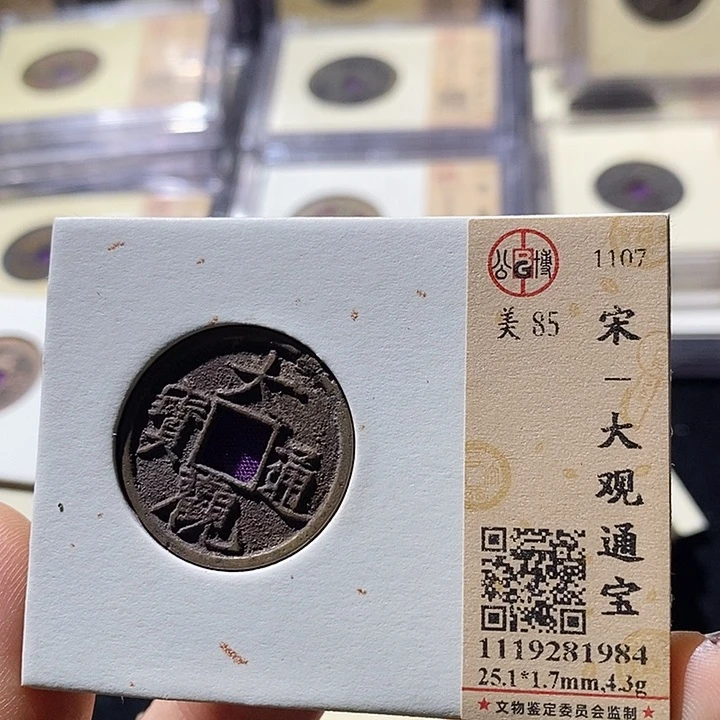 大觀通寶
公博
BG
1107
美 85
宋－大观通宝
1119281984
25.1*1.7mm,4.3g
★文物鉴定委员会监制★